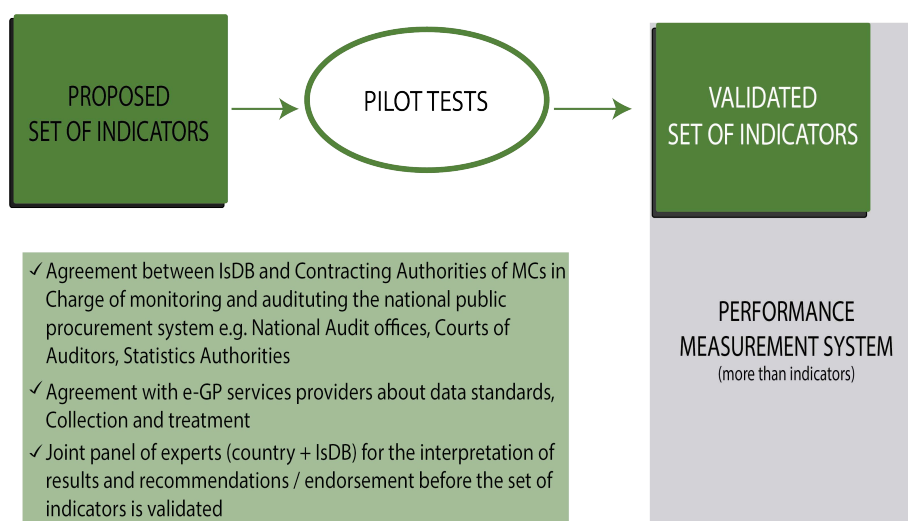 PROPOSED
SET OF INDICATORS
PILOT TESTS
VALIDATED
SET OF INDICATORS
✓ Agreement between IsDB and Contracting Authorities of MCs in
Charge of monitoring and audituting the national public
procurement system e.g. National Audit offices, Courts of
Auditors, Statistics Authorities
✓ Agreement with e-GP services providers about data standards,
Collection and treatment
✓ Joint panel of experts (country + IsDB) for the interpretation of
results and recommendations / endorsement before the set of
indicators is validated
PERFORMANCE
MEASUREMENT SYSTEM
(more than indicators)